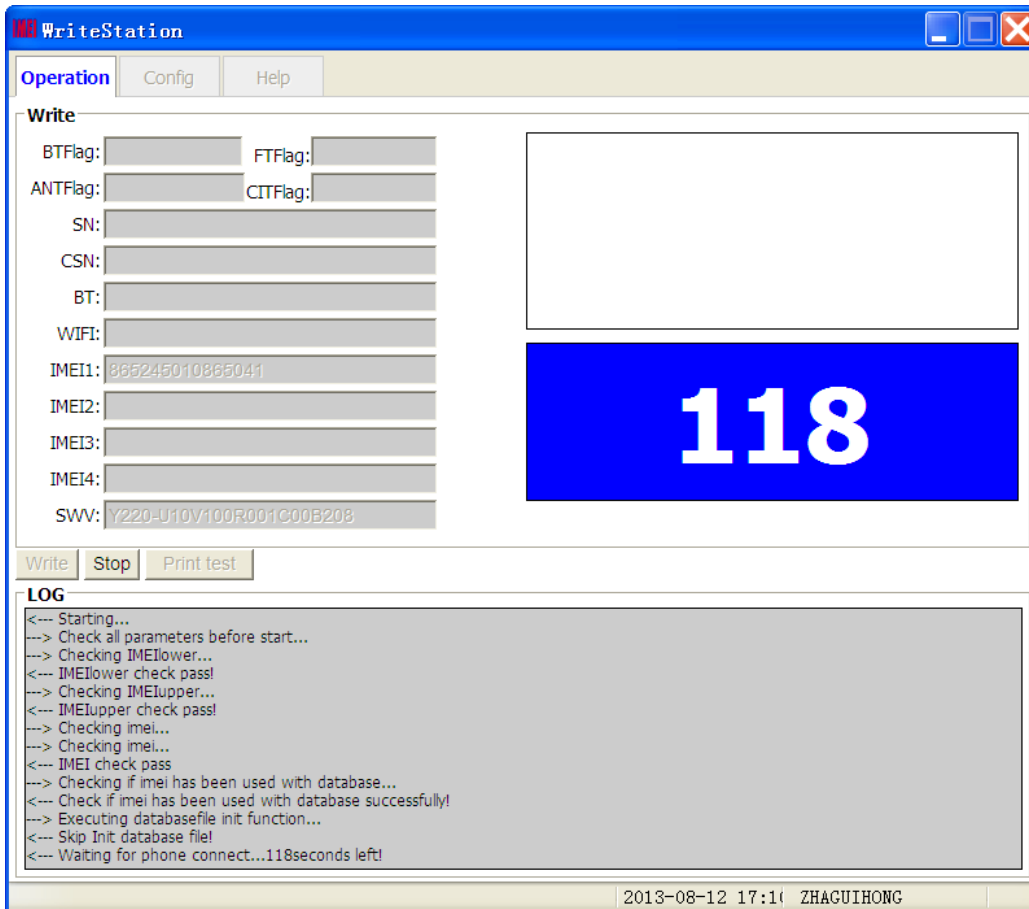 IMEI WriteStation
Operation Config Help
Write
BTFlag: FTFlag:
ANTFlag: CITFlag:
SN:
CSN:
BT:
WIFI:
IMEI1: 865245010865041
IMEI2:
IMEI3:
IMEI4:
SWV: Y220-U10V100R001C00B208
118
Write Stop Print test
LOG
<--- Starting...
---> Check all parameters before start...
---> Checking IMEIlower...
<--- IMEIlower check pass!
---> Checking IMEIupper...
<--- IMEIupper check pass!
---> Checking imei...
---> Checking imei...
<--- IMEI check pass
---> Checking if imei has been used with database...
<--- Check if imei has been used with database successfully!
---> Executing databasefile init function...
<--- Skip Init database file!
<--- Waiting for phone connect...118seconds left!
2013-08-12 17:1 ZHAGUIHONG